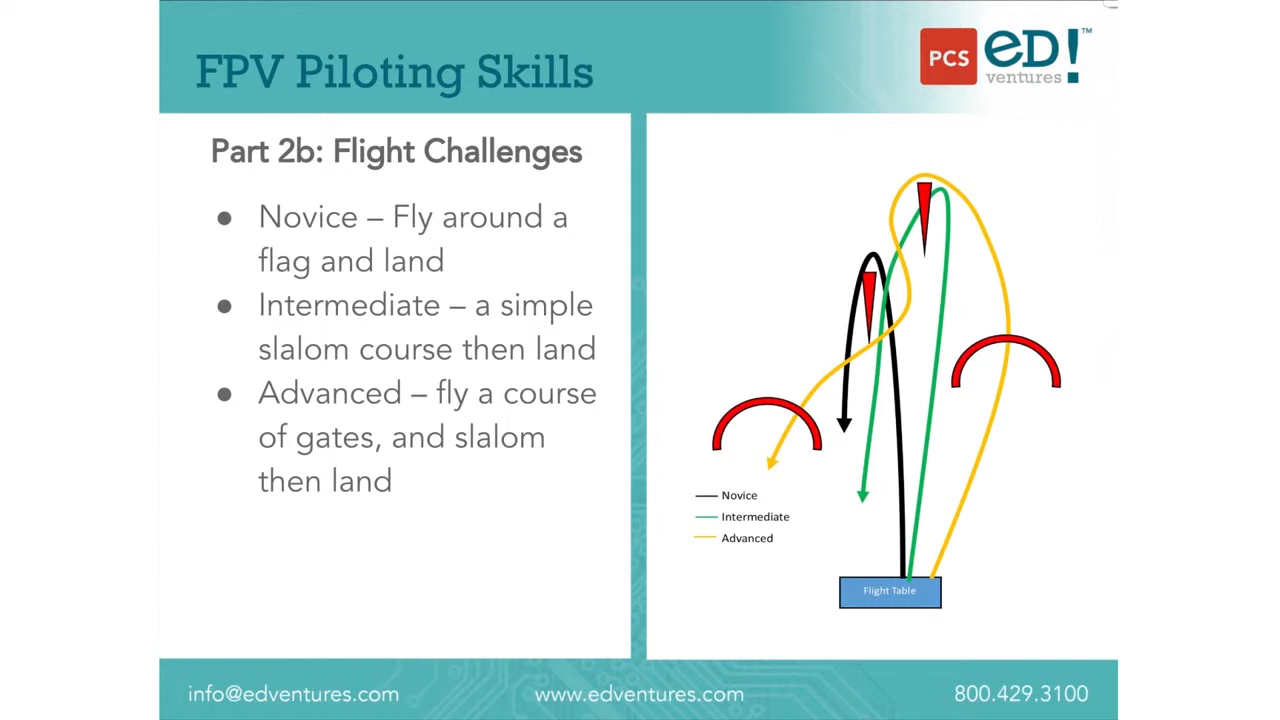 FPV Piloting Skills
PCS
eD!™
ventures
Part 2b: Flight Challenges
● Novice – Fly around a
flag and land
● Intermediate – a simple
slalom course then land
● Advanced – fly a course
of gates, and slalom
then land
Novice
Intermediate
Advanced
Flight Table
info@edventures.com
www.edventures.com
800.429.3100